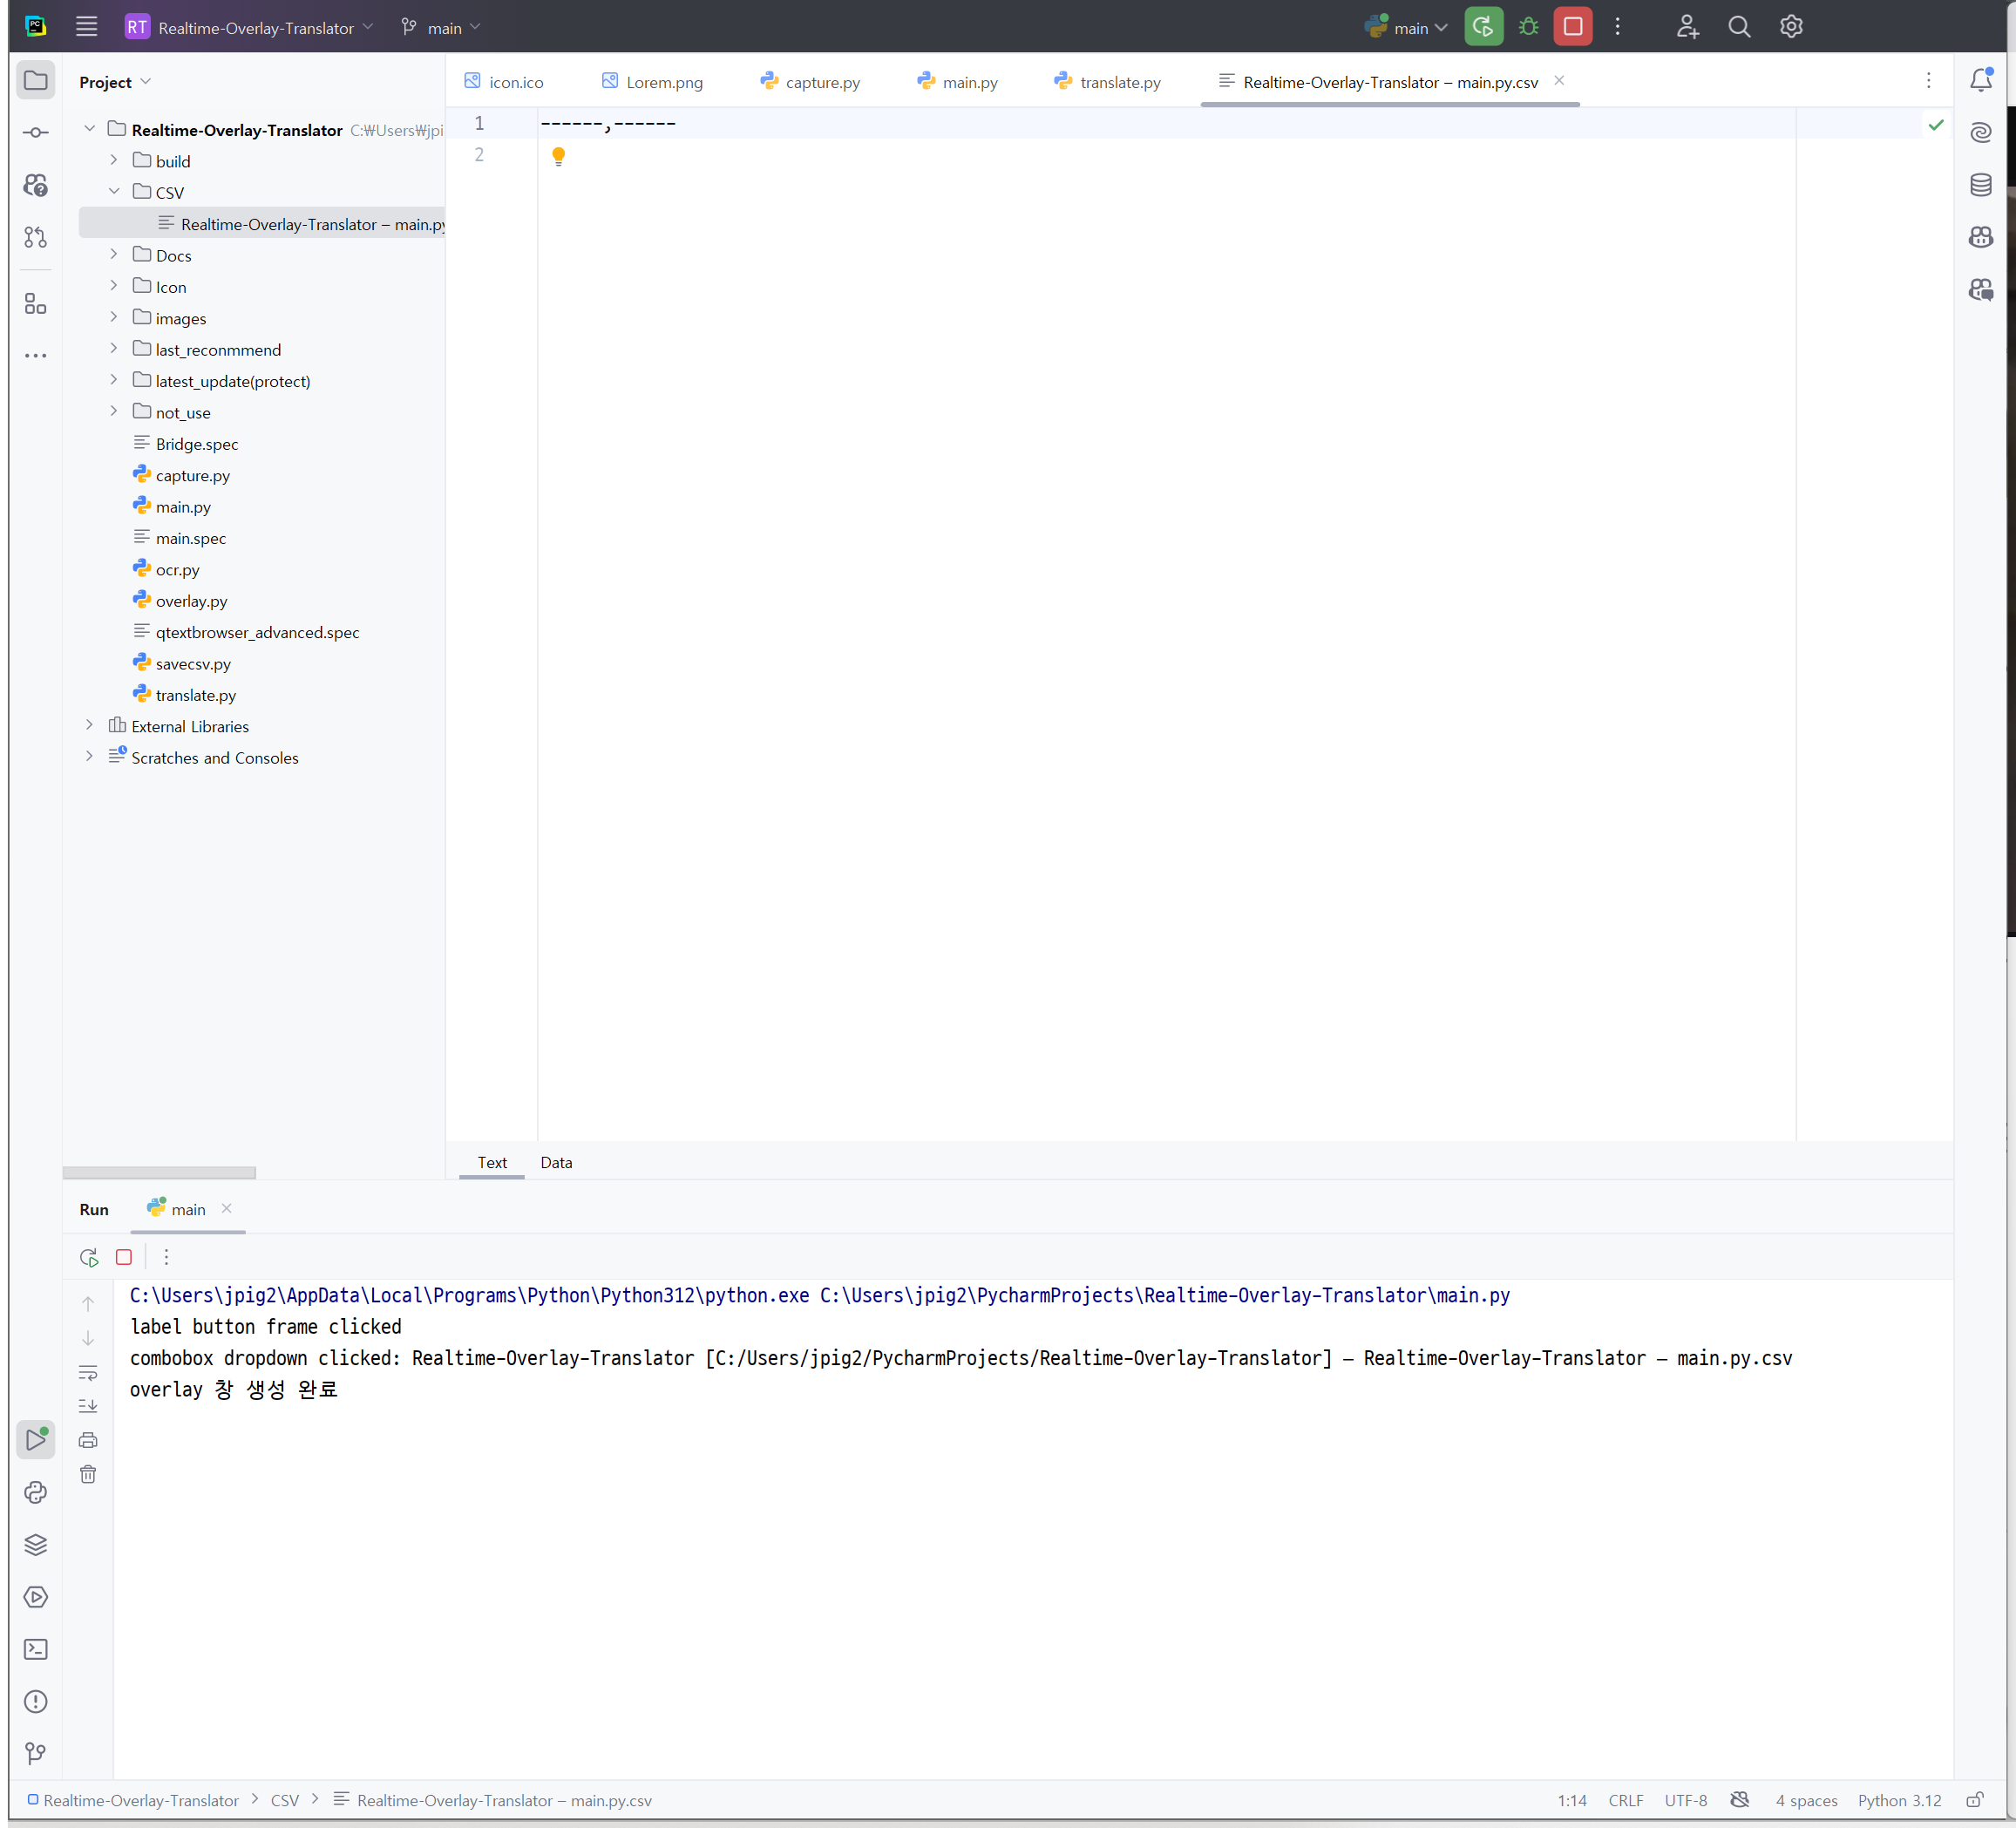 RT Realtime-Overlay-Translator main
main
Project
icon.ico
Lorem.png
capture.py
main.py
translate.py
Realtime-Overlay-Translator – main.py.csv
Realtime-Overlay-Translator C:₩Users₩jpi
build
CSV
Realtime-Overlay-Translator – main.py
Docs
Icon
images
last_reconmmend
latest_update(protect)
not_use
Bridge.spec
capture.py
main.py
main.spec
ocr.py
overlay.py
qtextbrowser_advanced.spec
savecsv.py
translate.py
External Libraries
Scratches and Consoles
1 ------,------
2
Text Data
Run main
C:\Users\jpig2\AppData\Local\Programs\Python\Python312\python.exe C:\Users\jpig2\PycharmProjects\Realtime-Overlay-Translator\main.py
label button frame clicked
combobox dropdown clicked: Realtime-Overlay-Translator [C:/Users/jpig2/PycharmProjects/Realtime-Overlay-Translator] – Realtime-Overlay-Translator – main.py.csv
overlay 창 생성 완료
Realtime-Overlay-Translator > CSV > Realtime-Overlay-Translator – main.py.csv
1:14 CRLF UTF-8 4 spaces Python 3.12